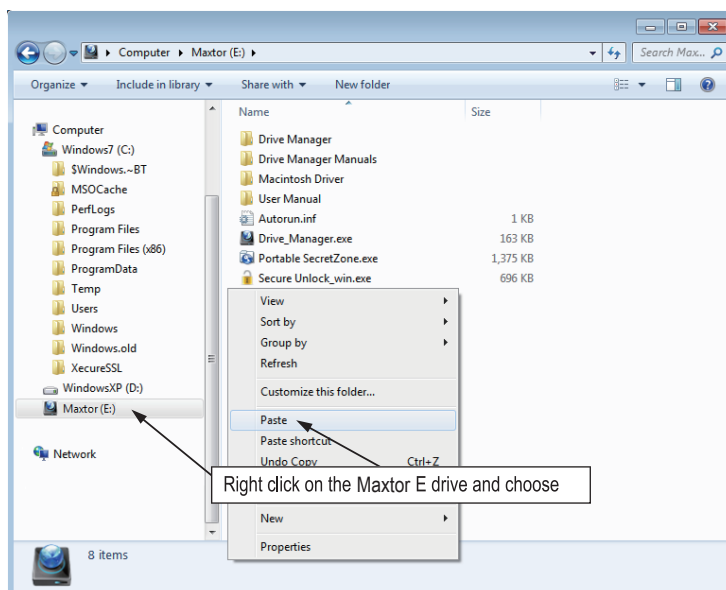 Computer ▸ Maxtor (E:) ▸
Search Max...
Organize ▾ Include in library ▾ Share with ▾ New folder
Name Size
Computer
Windows7 (C:)
$Windows.~BT
MSOCache
PerfLogs
Program Files
Program Files (x86)
ProgramData
Temp
Users
Windows
Windows.old
XecureSSL
WindowsXP (D:)
Maxtor (E:)
Network
Drive Manager
Drive Manager Manuals
Macintosh Driver
User Manual
Autorun.inf 1 KB
Drive_Manager.exe 163 KB
Portable SecretZone.exe 1,375 KB
Secure Unlock_win.exe 696 KB
View
Sort by
Group by
Refresh
Customize this folder...
Paste
Paste shortcut
Undo Copy Ctrl+Z
Right click on the Maxtor E drive and choose
New
Properties
8 items